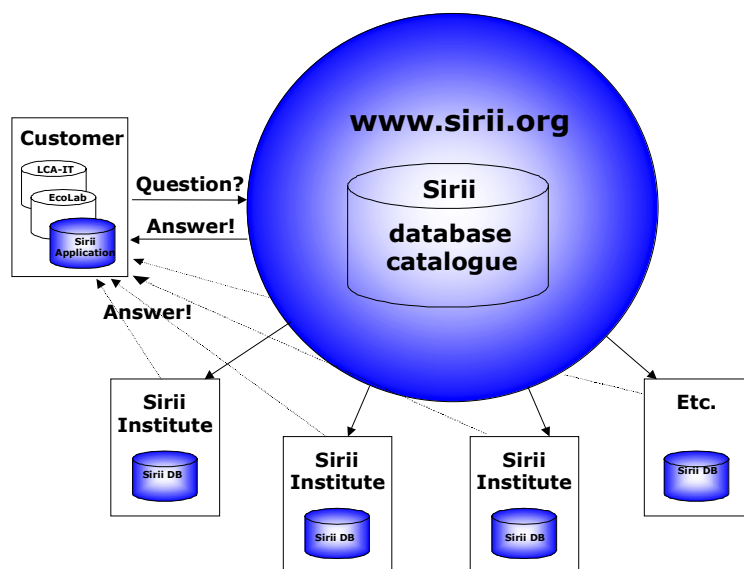 www.sirii.org
Sirii
database
catalogue
Customer
LCA-IT
EcoLab
Sirii
Application
Question?
Answer!
Answer!
Sirii
Institute
Sirii DB
Sirii
Institute
Sirii DB
Sirii
Institute
Sirii DB
Etc.
Sirii DB